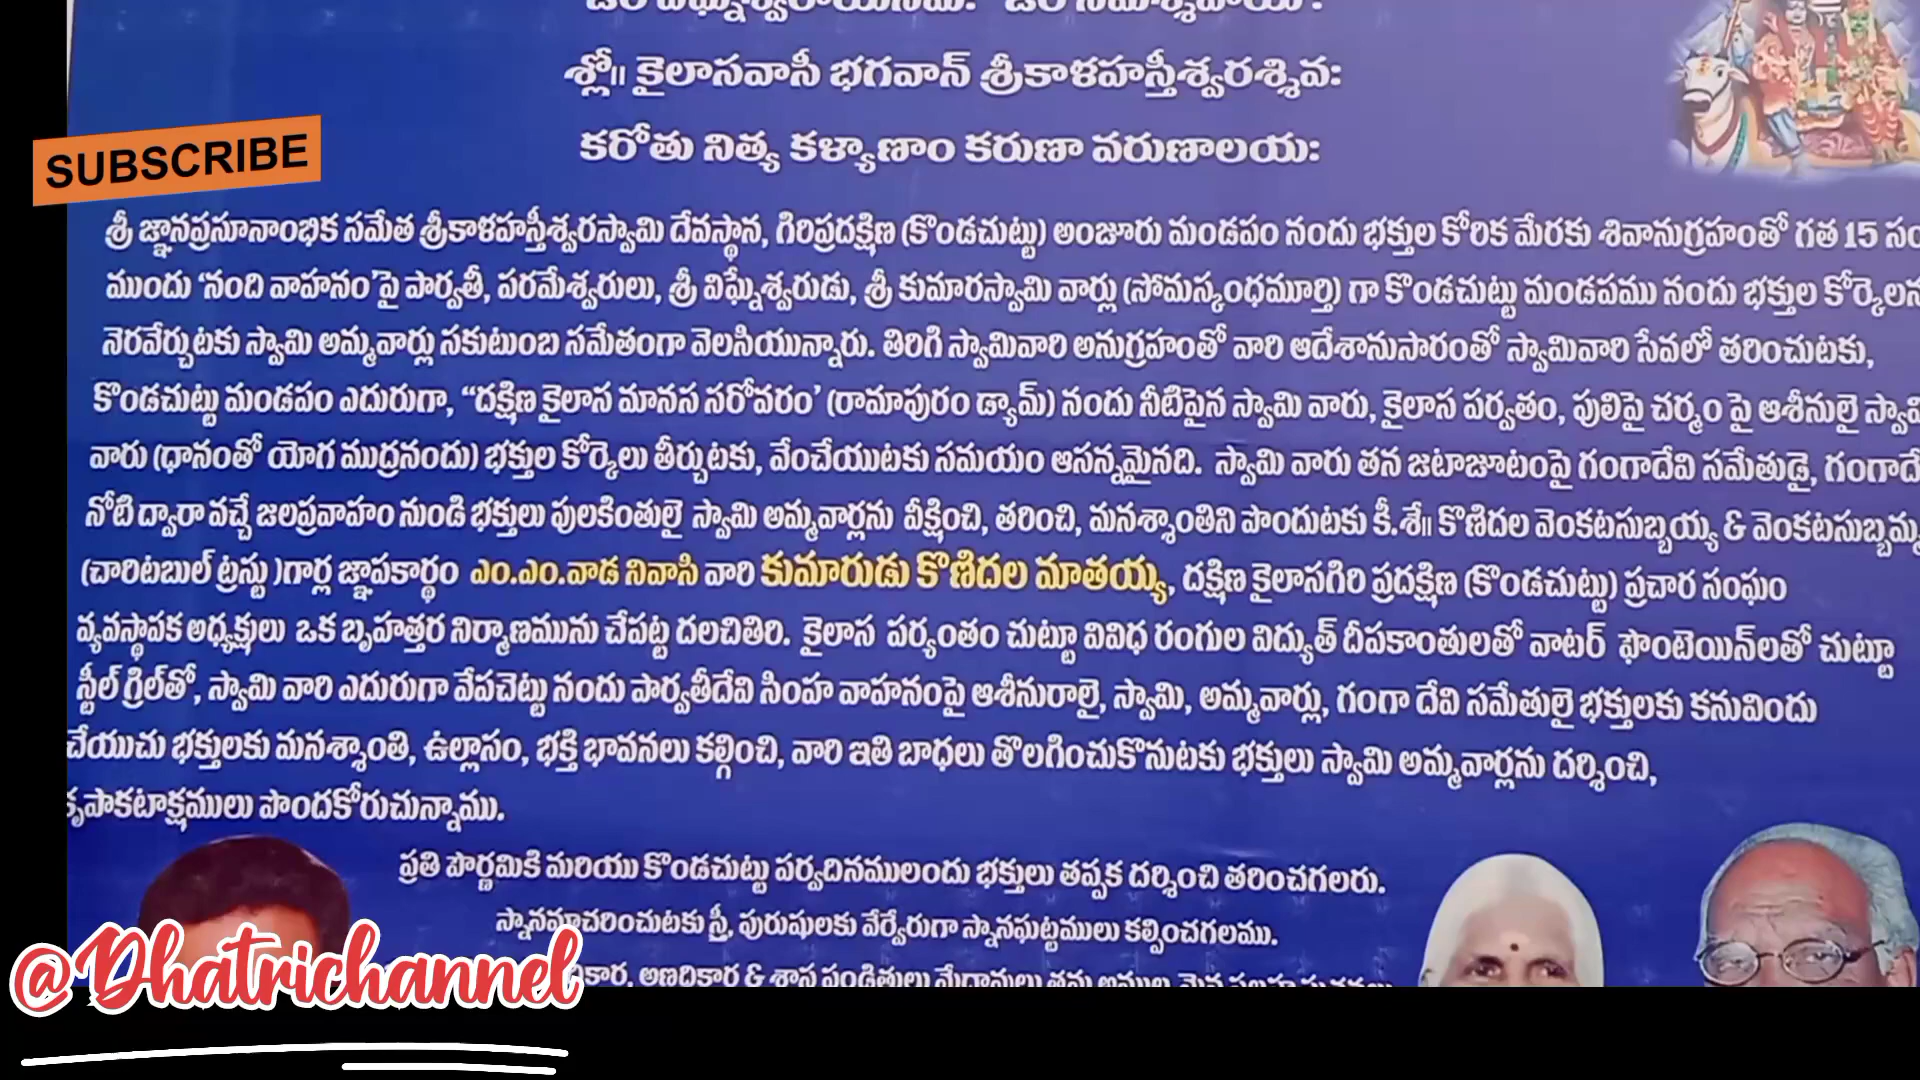 శ్లో॥ కైలాసవాసీ భగవాన్ శ్రీకాళహస్తీశ్వరశ్శివః
కరోతు నిత్య కళ్యాణాం కరుణా వరుణాలయః
SUBSCRIBE
శ్రీ జ్ఞానప్రసూనాంభిక సమేత శ్రీకాళహస్తీశ్వరస్వామి దేవస్థాన, గిరిప్రదక్షిణ (కొండచుట్టు) అంజూరు మండపం నందు భక్తుల కోరిక మేరకు శివానుగ్రహంతో గత 15 సం
ముందు ‘నంది వాహనం’పై పార్వతీ, పరమేశ్వరులు, శ్రీ విఘ్నేశ్వరుడు, శ్రీ కుమారస్వామి వార్లు (సోమస్కంధమూర్తి) గా కొండచుట్టు మండపము నందు భక్తుల కోర్కెలను
నెరవేర్చుటకు స్వామి అమ్మవార్లు సకుటుంబ సమేతంగా వెలసియున్నారు. తిరిగి స్వామివారి అనుగ్రహంతో వారి ఆదేశానుసారంతో స్వామివారి సేవలో తరించుటకు,
కొండచుట్టు మండపం ఎదురుగా, “దక్షిణ కైలాస మానస సరోవరం’ (రామాపురం డ్యామ్) నందు నీటిపైన స్వామి వారు, కైలాస పర్వతం, పులిపై చర్మం పై ఆశీనులై స్వామి
వారు (ధానంతో యోగ ముద్రనందు) భక్తుల కోర్కెలు తీర్చుటకు, వేంచేయుటకు సమయం ఆసన్నమైనది. స్వామి వారు తన జటాజూటంపై గంగాదేవి సమేతుడై, గంగాదే
నోటి ద్వారా వచ్చే జలప్రవాహం నుండి భక్తులు పులకింతులై స్వామి అమ్మవార్లను వీక్షించి, తరించి, మనశ్శాంతిని పొందుటకు కీ.శే॥ కొణిదల వెంకటసుబ్బయ్య & వెంకటసుబ్బమ్మ
(చారిటబుల్ ట్రస్టు )గార్ల జ్ఞాపకార్థం ఎం.ఎం.వాడ నివాసి వారి కుమారుడు కొణిదల మాతయ్య, దక్షిణ కైలాసగిరి ప్రదక్షిణ (కొండచుట్టు) ప్రచార సంఘం
వ్యవస్థాపక అధ్యక్షులు ఒక బృహత్తర నిర్మాణమును చేపట్ట దలచితిరి. కైలాస పర్యంతం చుట్టూ వివిధ రంగుల విద్యుత్ దీపకాంతులతో వాటర్ ఫౌంటెయిన్‌లతో చుట్టూ
స్టీల్ గ్రిల్‌తో, స్వామి వారి ఎదురుగా వేపచెట్టు నందు పార్వతీదేవి సింహ వాహనంపై ఆశీనురాలై, స్వామి, అమ్మవార్లు, గంగా దేవి సమేతులై భక్తులకు కనువిందు
చేయుచు భక్తులకు మనశ్శాంతి, ఉల్లాసం, భక్తి భావనలు కల్గించి, వారి ఇతి బాధలు తొలగించుకొనుటకు భక్తులు స్వామి అమ్మవార్లను దర్శించి,
కృపాకటాక్షములు పొందకోరుచున్నాము.
ప్రతి పౌర్ణమికి మరియు కొండచుట్టు పర్వదినములందు భక్తులు తప్పక దర్శించి తరించగలరు.
స్నానమాచరించుటకు స్త్రీ, పురుషులకు వేర్వేరుగా స్నానఘట్టములు కల్పించగలము.
@Dhatrichannel